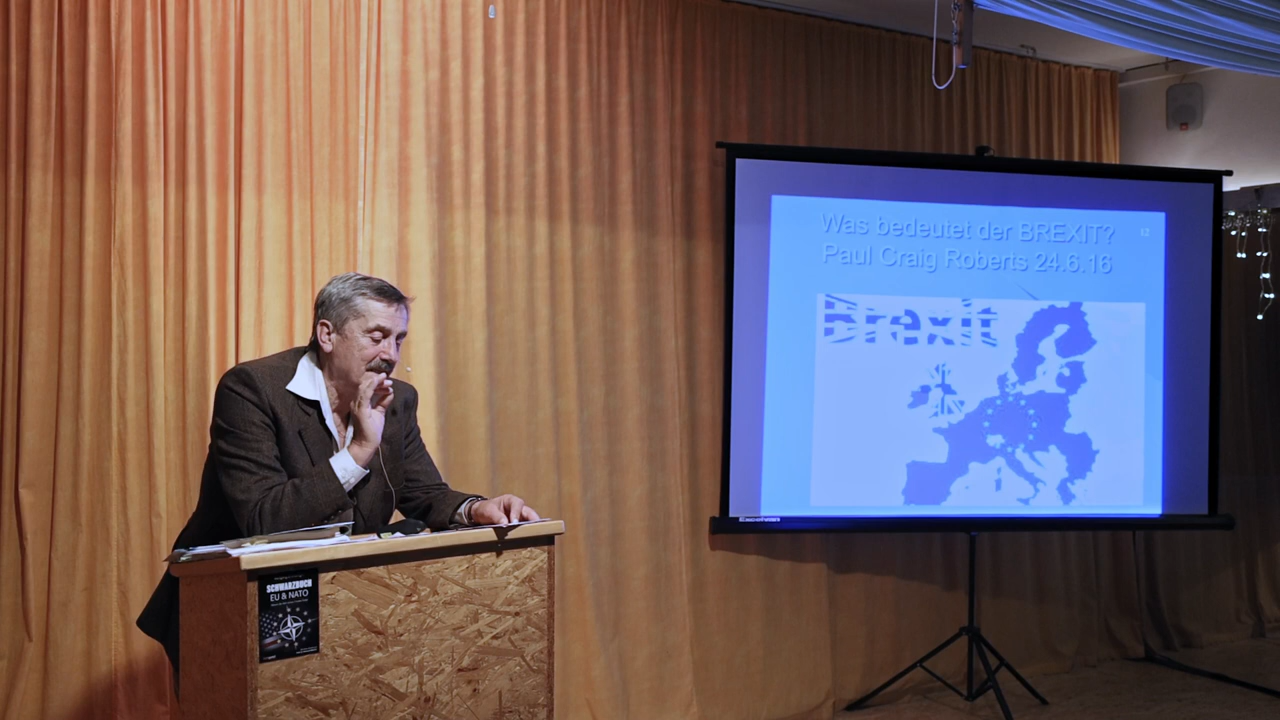 Was bedeutet der BREXIT?
12
Paul Craig Roberts 24.6.16
Brexit
SCHWARZBUCH
EU & NATO